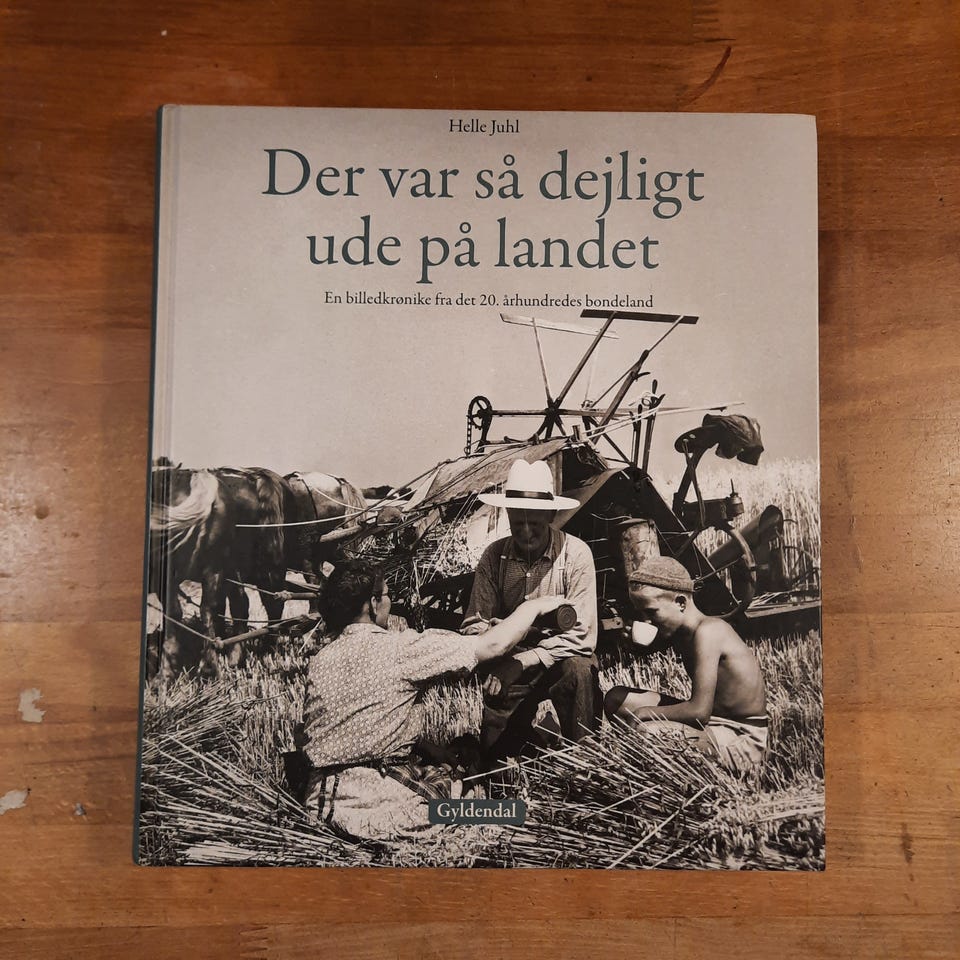 Helle Juhl
Der var så dejligt
ude på landet
En billedkrønike fra det 20. århundredes bondeland
Gyldendal